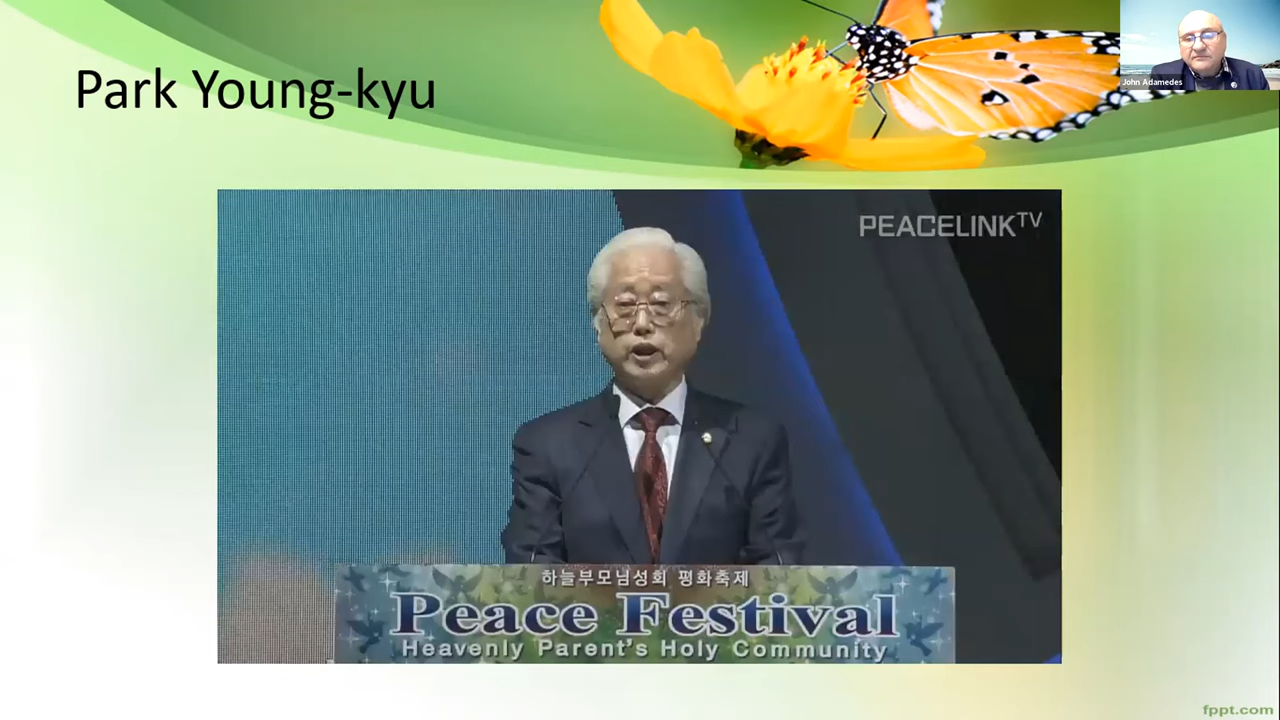 Park Young-kyu
John Adamedes
PEACELINKTV
하늘부모님성회 평화축제
Peace Festival
Heavenly Parent's Holy Community
fppt.com